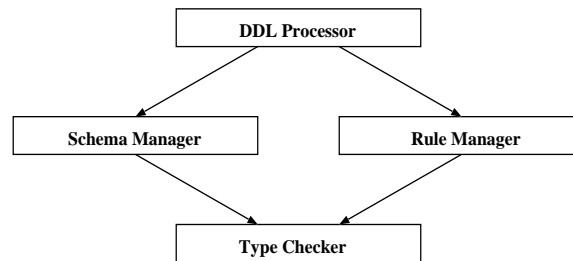 DDL Processor
Schema Manager
Rule Manager
Type Checker